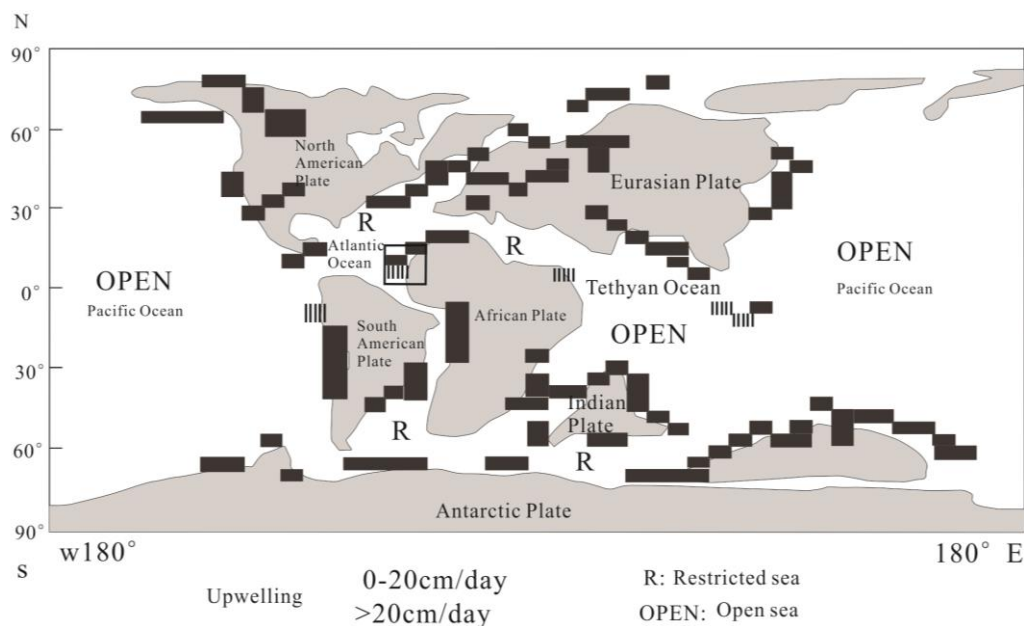 N
90°
60°
30°
0°
30°
60°
90°
S
North
American
Plate
Eurasian Plate
R
Atlantic
Ocean
R
OPEN
Pacific Ocean
Tethyan Ocean
OPEN
OPEN
Pacific Ocean
South
American
Plate
African Plate
Indian
Plate
R
R
Antarctic Plate
w180°
180° E
Upwelling
0-20cm/day
>20cm/day
R: Restricted sea
OPEN: Open sea